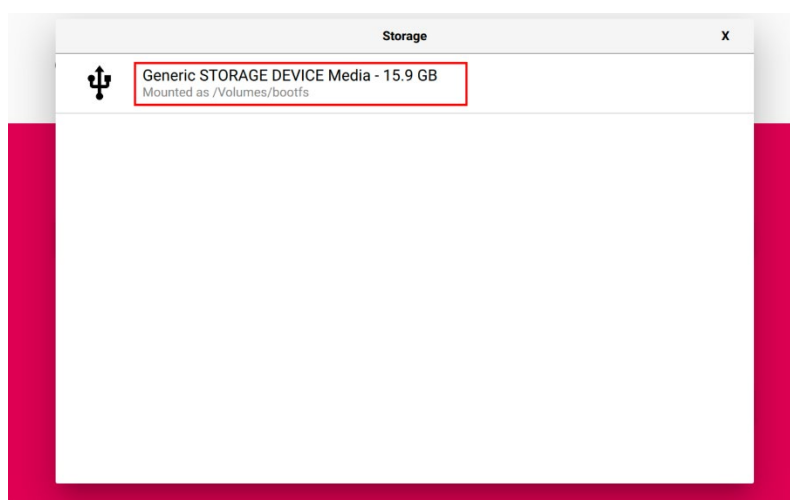 Storage
X
Generic STORAGE DEVICE Media - 15.9 GB
Mounted as /Volumes/bootfs